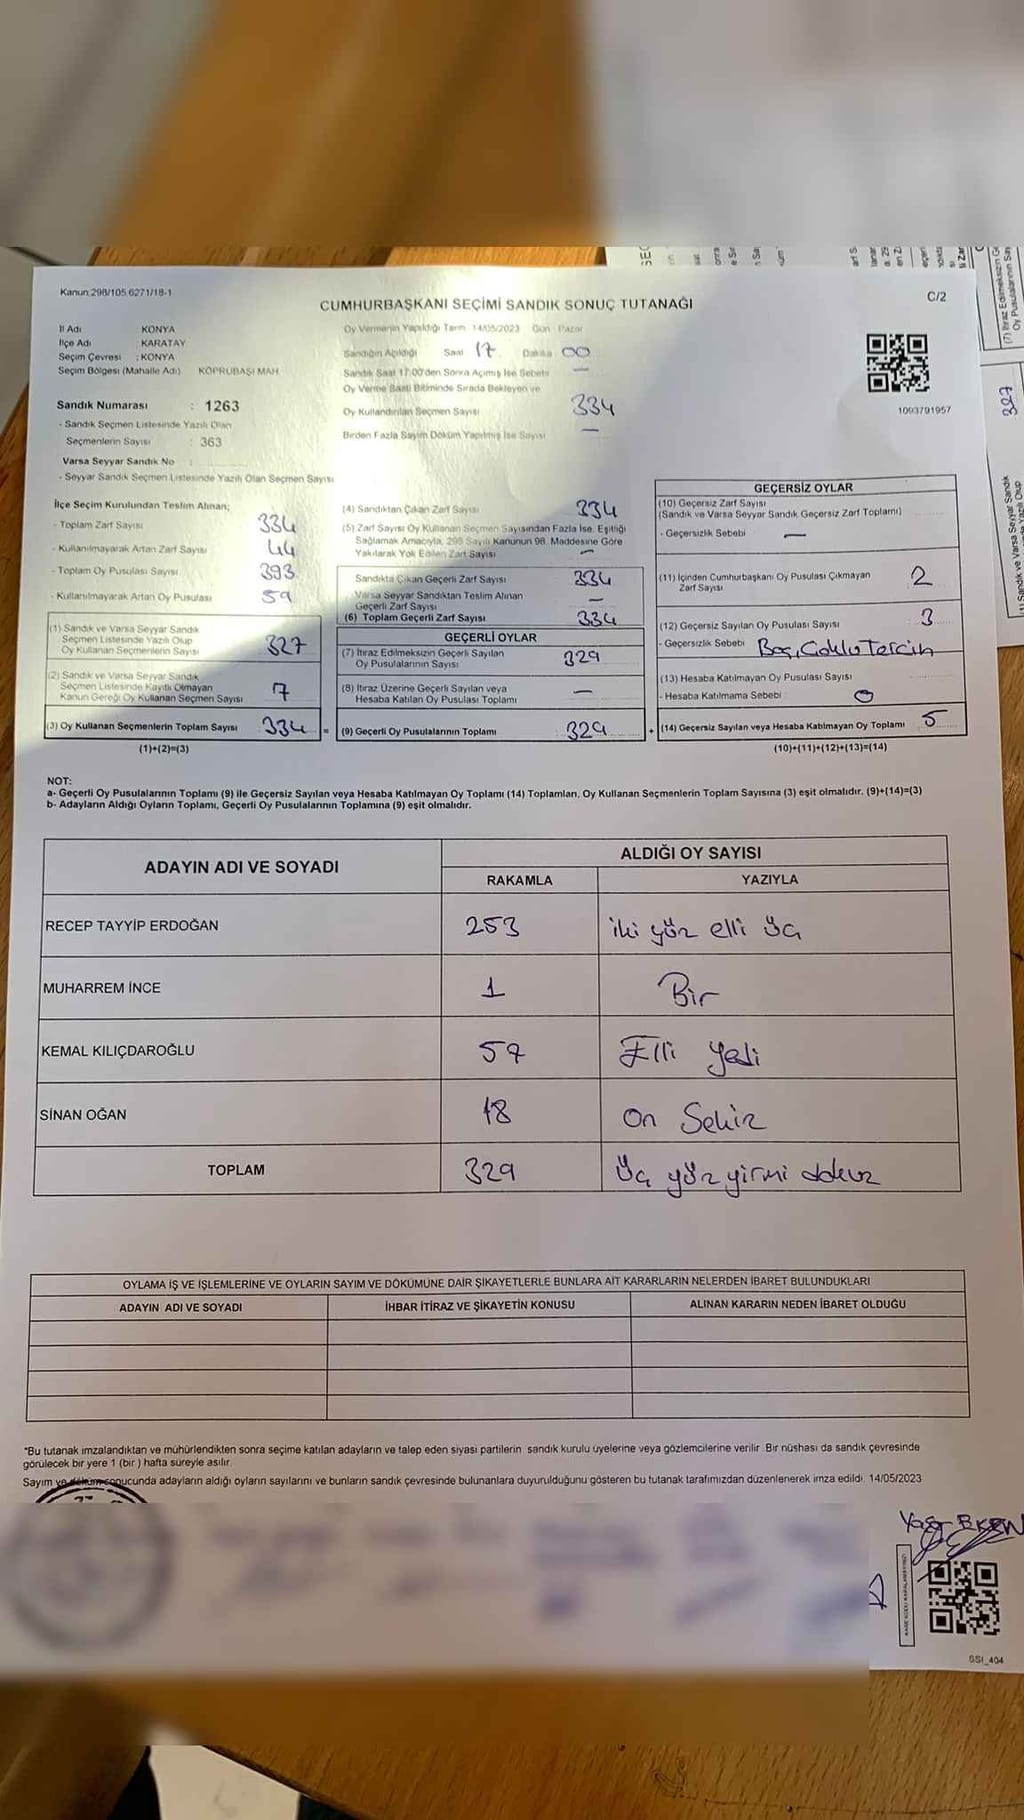 Kanun:298/105 6271/18-1
C/2
CUMHURBAŞKANI SEÇİMİ SANDIK SONUÇ TUTANAĞI
İl Adı KONYA
İlçe Adı KARATAY
Seçim Çevresi : KONYA
Seçim Bölgesi (Mahalle Adı) KÖPRÜBAŞI MAH
Sandık Numarası : 1263
- Sandık Seçmen Listesinde Yazılı Olan
Seçmenlerin Sayısı : 363
Varsa Seyyar Sandık No :
- Seyyar Sandık Seçmen Listesinde Yazılı Olan Seçmen Sayısı
Oy Vermenin Yapıldığı Tarih 14/05/2023 Gün Pazar
Sandığın Açıldığı Saat 17 Dakika 00
Sandık Saat 17:00'den Sonra Açılmış İse Sebebi —
Oy Verme Saati Bitiminde Sırada Bekleyen ve
Oy Kullandırılan Seçmen Sayısı 334
Birden Fazla Sayım Döküm Yapılmış İse Sayısı —
1093791957
İlçe Seçim Kurulundan Teslim Alınan;
- Toplam Zarf Sayısı 334
- Kullanılmayarak Artan Zarf Sayısı 44
- Toplam Oy Pusulası Sayısı 393
- Kullanılmayarak Artan Oy Pusulası 59
(1) Sandık ve Varsa Seyyar Sandık
Seçmen Listesinde Yazılı Olup
Oy Kullanan Seçmenlerin Sayısı 327
(2) Sandık ve Varsa Seyyar Sandık
Seçmen Listesinde Kayıtlı Olmayan
Kanun Gereği Oy Kullanan Seçmen Sayısı 7
(3) Oy Kullanan Seçmenlerin Toplam Sayısı 334 =
(1)+(2)=(3)
(4) Sandıktan Çıkan Zarf Sayısı 334
(5) Zarf Sayısı Oy Kullanan Seçmen Sayısından Fazla İse, Eşitliği
Sağlamak Amacıyla, 298 Sayılı Kanunun 98. Maddesine Göre
Yakılarak Yok Edilen Zarf Sayısı —
Sandıkta Çıkan Geçerli Zarf Sayısı 334
Varsa Seyyar Sandıktan Teslim Alınan
Geçerli Zarf Sayısı —
(6) Toplam Geçerli Zarf Sayısı 334
GEÇERLİ OYLAR
(7) İtiraz Edilmeksizin Geçerli Sayılan
Oy Pusulalarının Sayısı 329
(8) İtiraz Üzerine Geçerli Sayılan veya
Hesaba Katılan Oy Pusulası Toplamı —
(9) Geçerli Oy Pusulalarının Toplamı 329 +
GEÇERSİZ OYLAR
(10) Geçersiz Zarf Sayısı
(Sandık ve Varsa Seyyar Sandık Geçersiz Zarf Toplamı)
- Geçersizlik Sebebi —
(11) İçinden Cumhurbaşkanı Oy Pusulası Çıkmayan
Zarf Sayısı 2
(12) Geçersiz Sayılan Oy Pusulası Sayısı 3
- Geçersizlik Sebebi Boş, Çoklu Tercih
(13) Hesaba Katılmayan Oy Pusulası Sayısı
- Hesaba Katılmama Sebebi 0
(14) Geçersiz Sayılan veya Hesaba Katılmayan Oy Toplamı 5
(10)+(11)+(12)+(13)=(14)
NOT:
a- Geçerli Oy Pusulalarının Toplamı (9) ile Geçersiz Sayılan veya Hesaba Katılmayan Oy Toplamı (14) Toplamları, Oy Kullanan Seçmenlerin Toplam Sayısına (3) eşit olmalıdır. (9)+(14)=(3)
b- Adayların Aldığı Oyların Toplamı, Geçerli Oy Pusulalarının Toplamına (9) eşit olmalıdır.
ADAYIN ADI VE SOYADI
ALDIĞI OY SAYISI
RAKAMLA YAZIYLA
RECEP TAYYİP ERDOĞAN 253 iki yüz elli üç
MUHARREM İNCE 1 Bir
KEMAL KILIÇDAROĞLU 57 Elli Yedi
SİNAN OĞAN 18 on Sekiz
TOPLAM 329 Üç yüz yirmi dokuz
OYLAMA İŞ VE İŞLEMLERİNE VE OYLARIN SAYIM VE DÖKÜMÜNE DAİR ŞİKAYETLERLE BUNLARA AİT KARARLARIN NELERDEN İBARET BULUNDUKLARI
ADAYIN ADI VE SOYADI İHBAR İTİRAZ VE ŞİKAYETİN KONUSU ALINAN KARARIN NEDEN İBARET OLDUĞU
*Bu tutanak imzalandıktan ve mühürlendikten sonra seçime katılan adayların ve talep eden siyasi partilerin sandık kurulu üyelerine veya gözlemcilerine verilir. Bir nüshası da sandık çevresinde
görülecek bir yere 1 (bir ) hafta süreyle asılır.
Sayım ve döküm sonucunda adayların aldığı oyların sayılarını ve bunların sandık çevresinde bulunanlara duyurulduğunu gösteren bu tutanak tarafımızdan düzenlenerek imza edildi. 14/05/2023
SSI_404
327